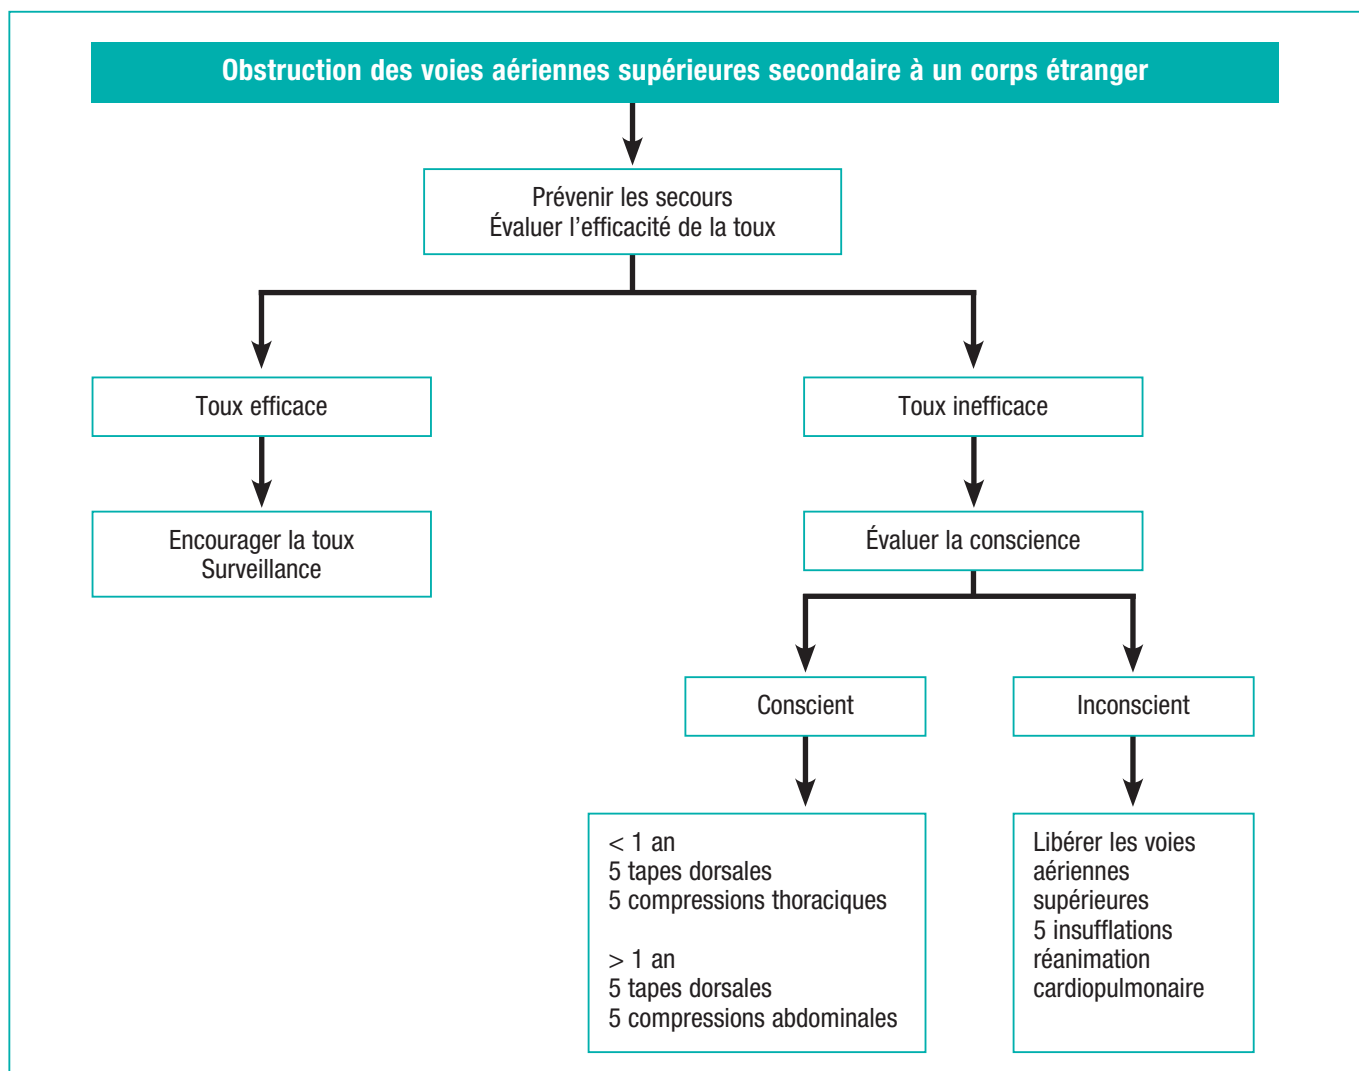 Obstruction des voies aériennes supérieures secondaire à un corps étranger
Prévenir les secours
Évaluer l’efficacité de la toux
Toux efficace
Toux inefficace
Encourager la toux
Surveillance
Évaluer la conscience
Conscient
Inconscient
< 1 an
5 tapes dorsales
5 compressions thoraciques
> 1 an
5 tapes dorsales
5 compressions abdominales
Libérer les voies
aériennes
supérieures
5 insufflations
réanimation
cardiopulmonaire